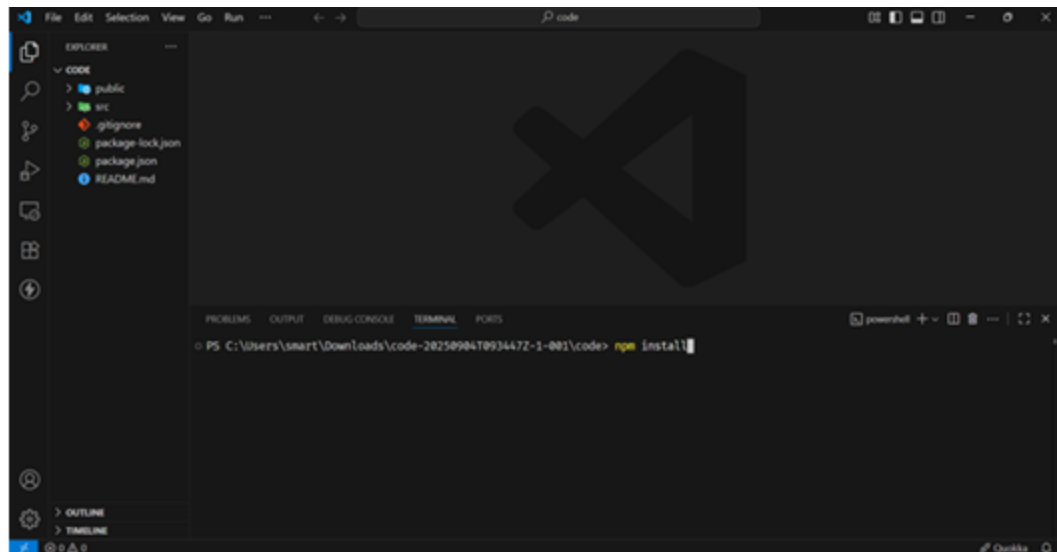 File Edit Selection View Go Run ...
code
EXPLORER
CODE
public
src
.gitignore
package-lock.json
package.json
README.md
PROBLEMS OUTPUT DEBUG CONSOLE TERMINAL PORTS
powershell
PS C:\Users\smart\Downloads\code-20250904T093447Z-1-001\code> npm install
OUTLINE
TIMELINE
0 0
Quokka